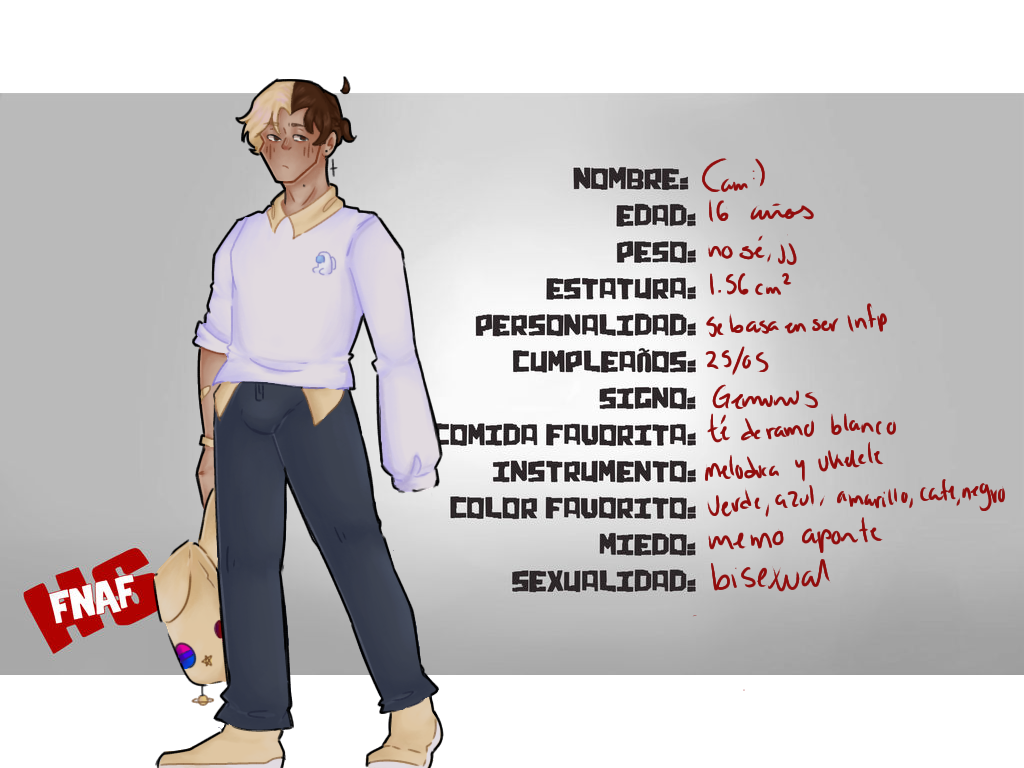 NOMBRE: Cam:)
EDAD: 16 años
PESO: no sé, jj
ESTATURA: 1.56 cm²
PERSONALIDAD: se basa en ser infp
CUMPLEAÑOS: 25/05
SIGNO: Geminis
COMIDA FAVORITA: té de ramo blanco
INSTRUMENTO: melodica y ukelele
COLOR FAVORITO: verde, azul, amarillo, cafe, negro
MIEDO: memo aponte
SEXUALIDAD: bisexual
HS
FNAF